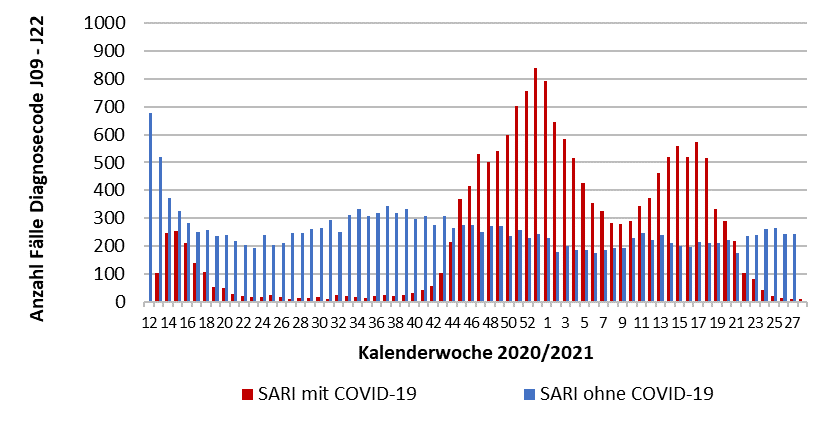 Anzahl Fälle Diagnosecode J09 - J22
1000
900
800
700
600
500
400
300
200
100
0
12 14 16 18 20 22 24 26 28 30 32 34 36 38 40 42 44 46 48 50 52 1 3 5 7 9 11 13 15 17 19 21 23 25 27
Kalenderwoche 2020/2021
SARI mit COVID-19 SARI ohne COVID-19